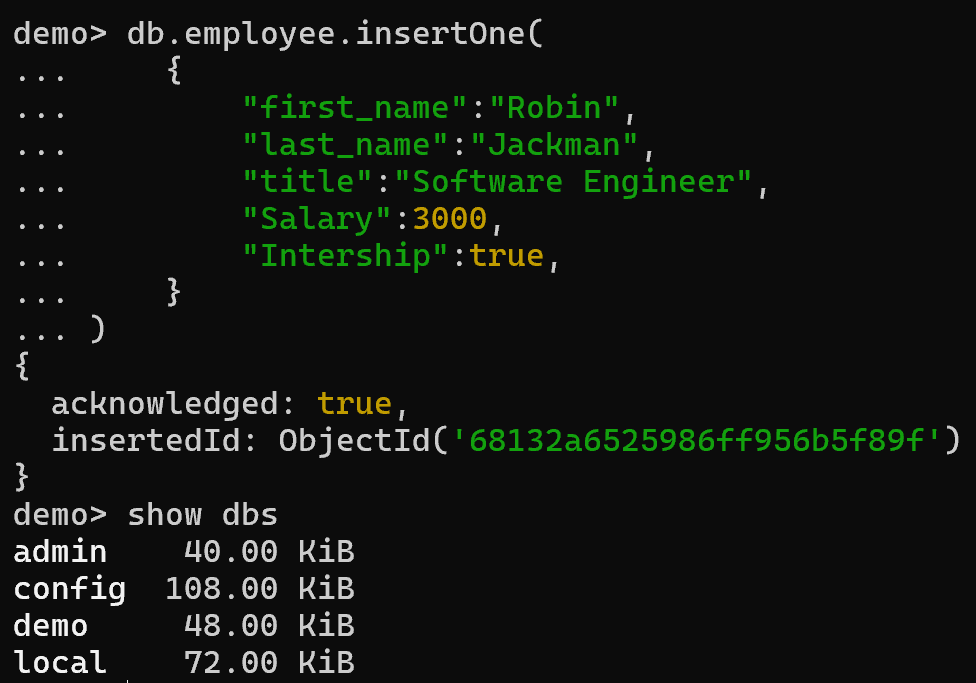 demo> db.employee.insertOne(
...     {
...         "first_name":"Robin",
...         "last_name":"Jackman",
...         "title":"Software Engineer",
...         "Salary":3000,
...         "Intership":true,
...     }
... )
{
  acknowledged: true,
  insertedId: ObjectId('68132a6525986ff956b5f89f')
}
demo> show dbs
admin    40.00 KiB
config  108.00 KiB
demo     48.00 KiB
local    72.00 KiB